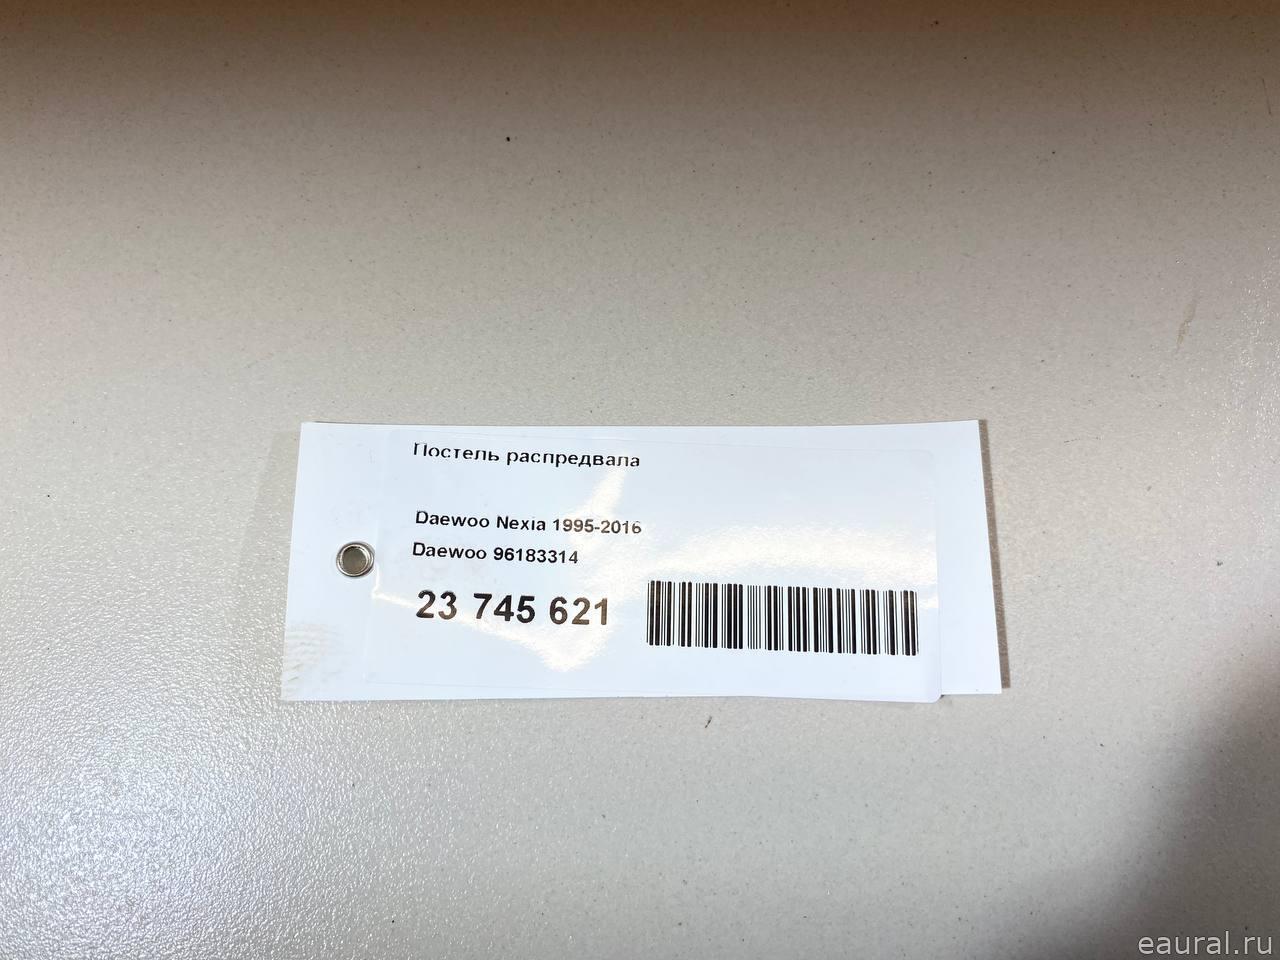 Постель распредвала
Daewoo Nexia 1995-2016
Daewoo 96183314
23 745 621
eaural.ru